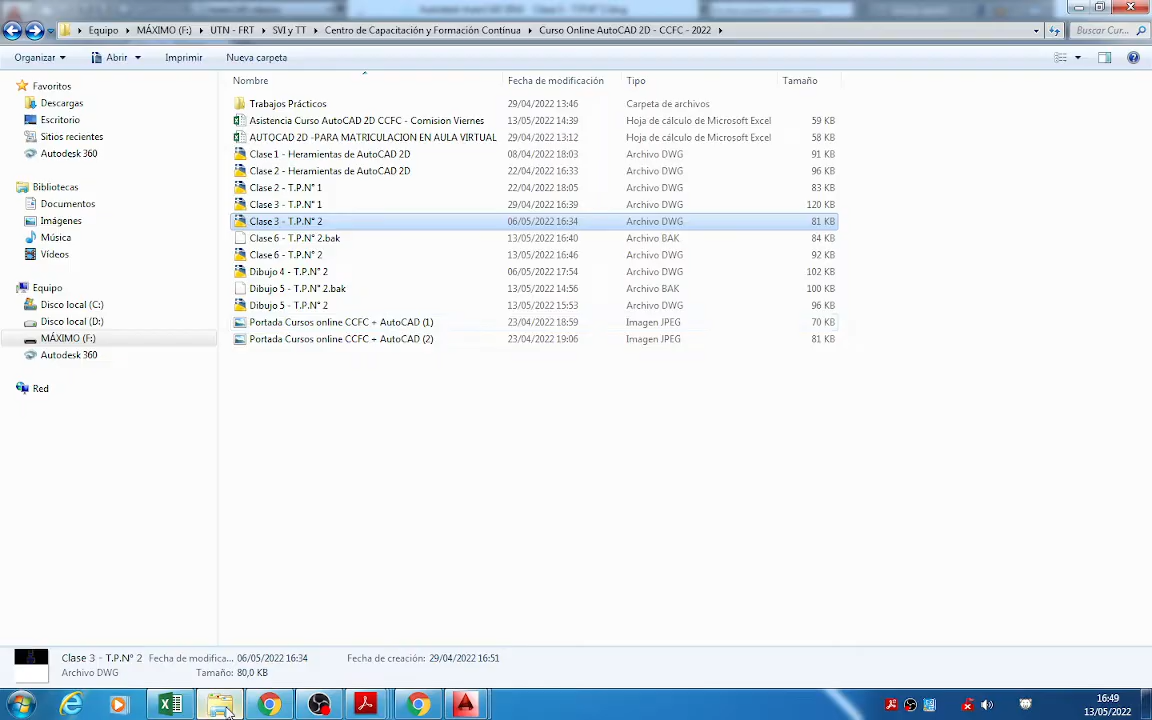 Equipo ▸ MÁXIMO (F:) ▸ UTN - FRT ▸ SVI y TT ▸ Centro de Capacitación y Formación Continua ▸ Curso Online AutoCAD 2D - CCFC - 2022 ▸
Buscar Cur...
Organizar Abrir Imprimir Nueva carpeta
Nombre Fecha de modificación Tipo Tamaño
Favoritos
Descargas
Escritorio
Sitios recientes
Autodesk 360
Bibliotecas
Documentos
Imágenes
Música
Vídeos
Equipo
Disco local (C:)
Disco local (D:)
MÁXIMO (F:)
Autodesk 360
Red
Trabajos Prácticos 29/04/2022 13:46 Carpeta de archivos
Asistencia Curso AutoCAD 2D CCFC - Comision Viernes 13/05/2022 14:39 Hoja de cálculo de Microsoft Excel 59 KB
AUTOCAD 2D -PARA MATRICULACION EN AULA VIRTUAL 29/04/2022 13:12 Hoja de cálculo de Microsoft Excel 58 KB
Clase 1 - Heramientas de AutoCAD 2D 08/04/2022 18:03 Archivo DWG 91 KB
Clase 2 - Heramientas de AutoCAD 2D 22/04/2022 16:33 Archivo DWG 96 KB
Clase 2 - T.P.N° 1 22/04/2022 18:05 Archivo DWG 83 KB
Clase 3 - T.P.N° 1 29/04/2022 16:39 Archivo DWG 120 KB
Clase 3 - T.P.N° 2 06/05/2022 16:34 Archivo DWG 81 KB
Clase 6 - T.P.N° 2.bak 13/05/2022 16:40 Archivo BAK 84 KB
Clase 6 - T.P.N° 2 13/05/2022 16:46 Archivo DWG 92 KB
Dibujo 4 - T.P.N° 2 06/05/2022 17:54 Archivo DWG 102 KB
Dibujo 5 - T.P.N° 2.bak 13/05/2022 14:56 Archivo BAK 100 KB
Dibujo 5 - T.P.N° 2 13/05/2022 15:53 Archivo DWG 96 KB
Portada Cursos online CCFC + AutoCAD (1) 23/04/2022 18:59 Imagen JPEG 70 KB
Portada Cursos online CCFC + AutoCAD (2) 23/04/2022 19:06 Imagen JPEG 81 KB
Clase 3 - T.P.N° 2 Fecha de modifica... 06/05/2022 16:34 Fecha de creación: 29/04/2022 16:51
Archivo DWG Tamaño: 80,0 KB
16:49
13/05/2022